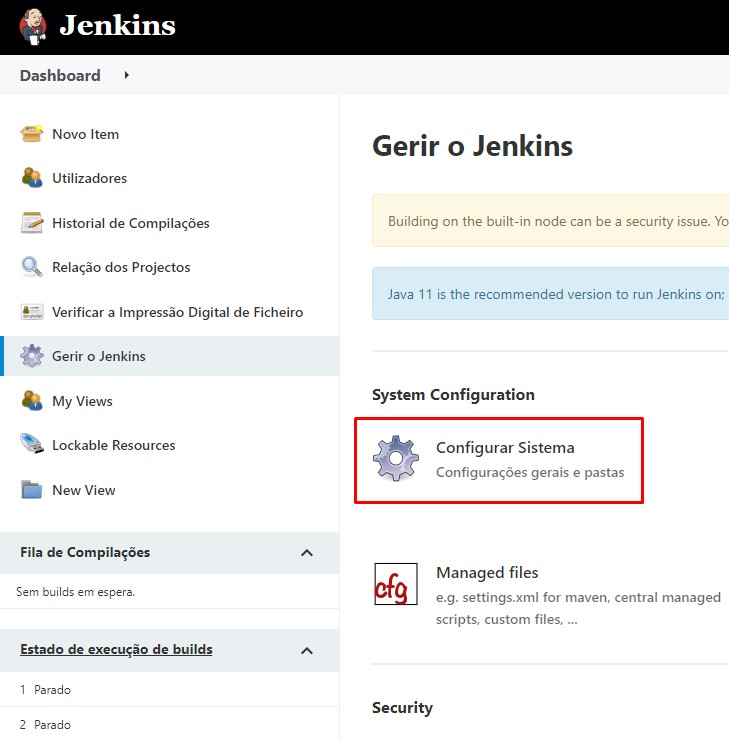 Jenkins
Dashboard
Novo Item
Utilizadores
Historial de Compilações
Relação dos Projectos
Verificar a Impressão Digital de Ficheiro
Gerir o Jenkins
My Views
Lockable Resources
New View
Fila de Compilações
Sem builds em espera.
Estado de execução de builds
1 Parado
2 Parado
Gerir o Jenkins
Building on the built-in node can be a security issue. Yo
Java 11 is the recommended version to run Jenkins on;
System Configuration
Configurar Sistema
Configurações gerais e pastas
cfg
Managed files
e.g. settings.xml for maven, central managed
scripts, custom files, ...
Security